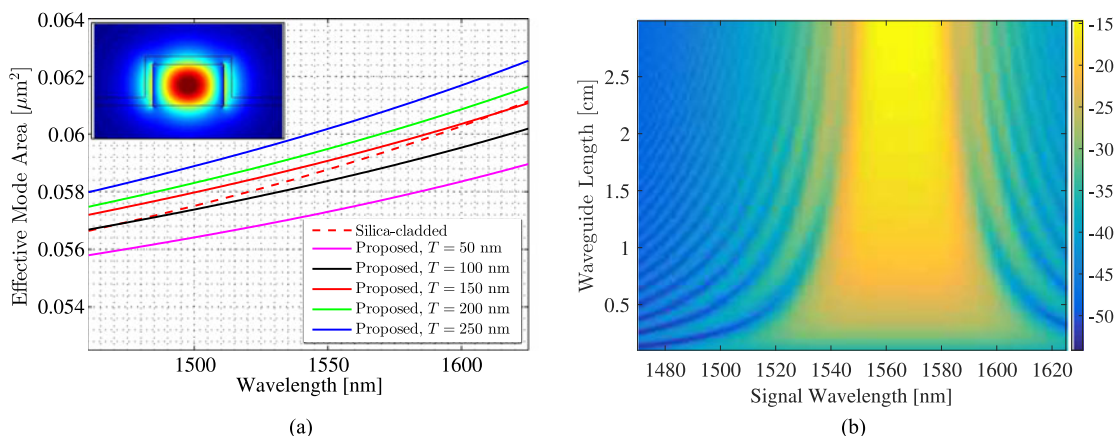 0.064
0.062
0.06
0.058
0.056
0.054
Effective Mode Area [μm²]
Silica-cladded
Proposed, T = 50 nm
Proposed, T = 100 nm
Proposed, T = 150 nm
Proposed, T = 200 nm
Proposed, T = 250 nm
1500 1550 1600
Wavelength [nm]
(a)
2.5
2
1.5
1
0.5
Waveguide Length [cm]
1480 1500 1520 1540 1560 1580 1600 1620
Signal Wavelength [nm]
-15
-20
-25
-30
-35
-40
-45
-50
(b)